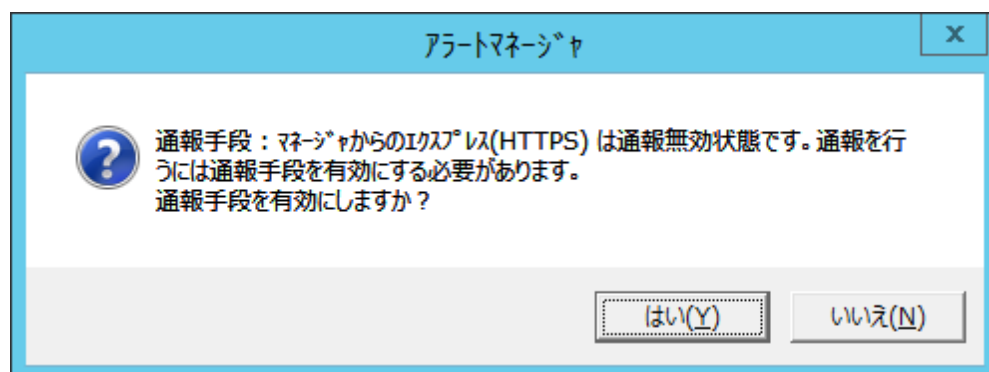 ｱﾗｰﾄﾏﾈｰｼﾞｬ
x
通報手段：ﾏﾈｰｼﾞｬからのｴｸｽﾌﾟﾚｽ(HTTPS) は通報無効状態です。通報を行
うには通報手段を有効にする必要があります。
通報手段を有効にしますか？
はい(Y)
いいえ(N)